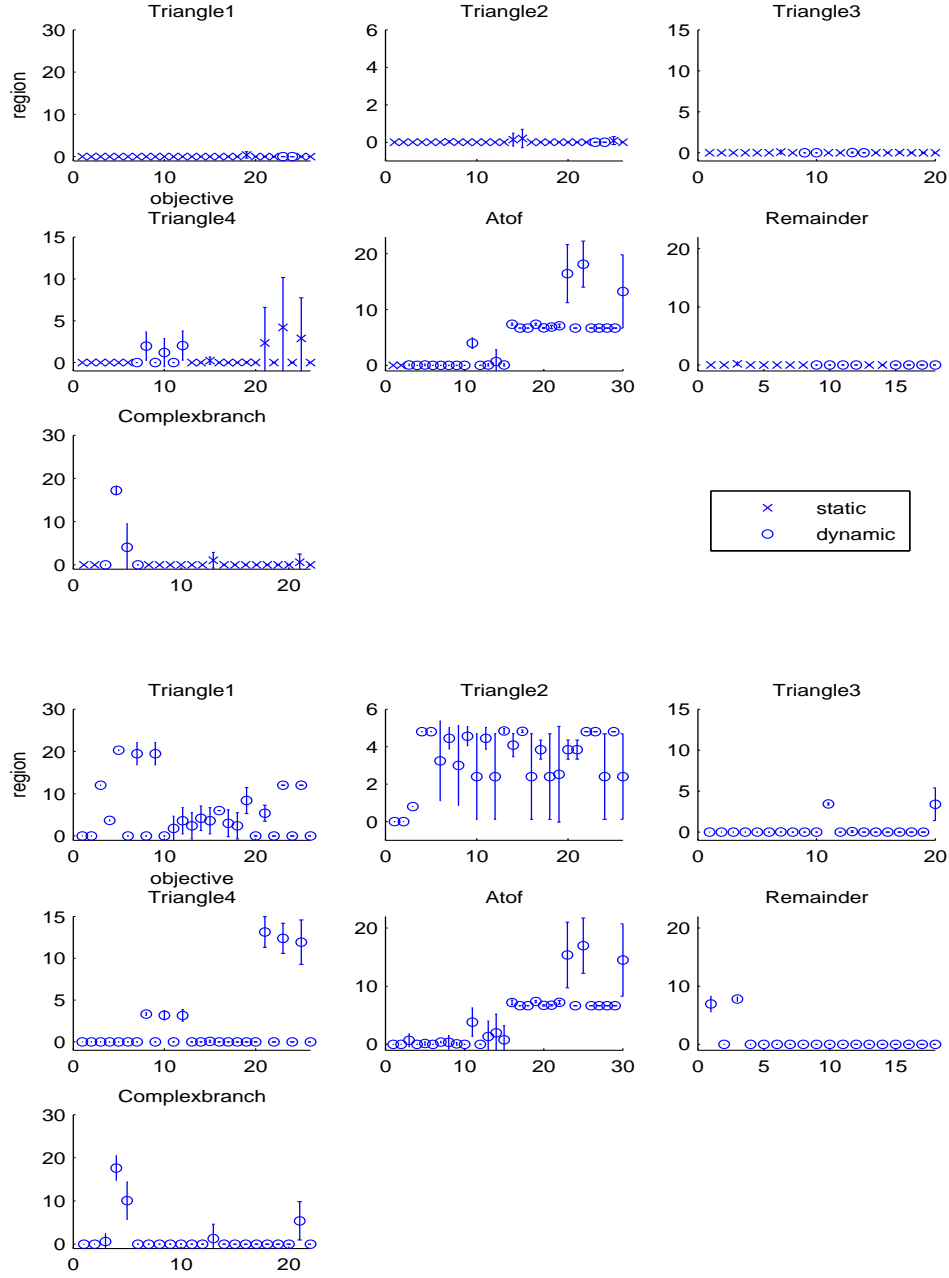 Triangle1 Triangle2 Triangle3
30 6 15
20 4 10
10 2 5
0 0 0
region
0 10 20 0 10 20 0 10 20
objective
Triangle4 Atof Remainder
15 20 20
10 10 10
5 0 0
0
0 10 20 0 10 20 30 0 5 10 15
Complexbranch
30
20
10
0
0 10 20
static
dynamic
Triangle1 Triangle2 Triangle3
30 6 15
20 4 10
10 2 5
0 0 0
region
0 10 20 0 10 20 0 10 20
objective
Triangle4 Atof Remainder
15 20 20
10 10 10
5 0 0
0
0 10 20 0 10 20 30 0 5 10 15
Complexbranch
30
20
10
0
0 10 20